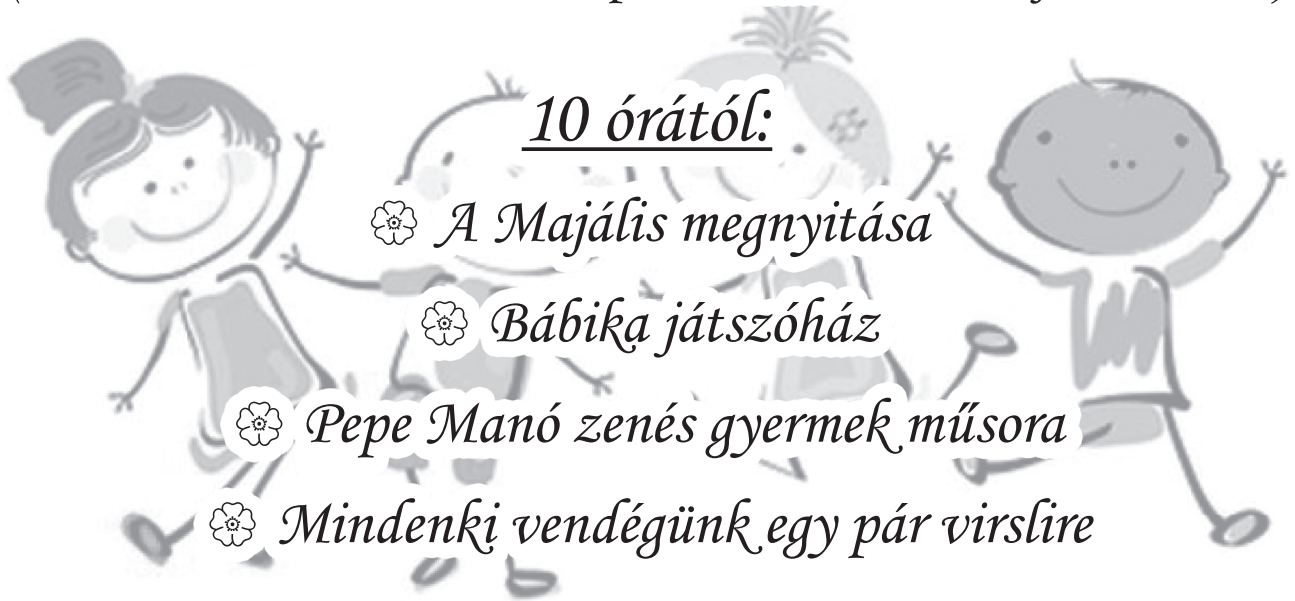 10 órától:
A Majális megnyitása
Bábika játszóház
Pepe Manó zenés gyermek műsora
Mindenki vendégünk egy pár virslire